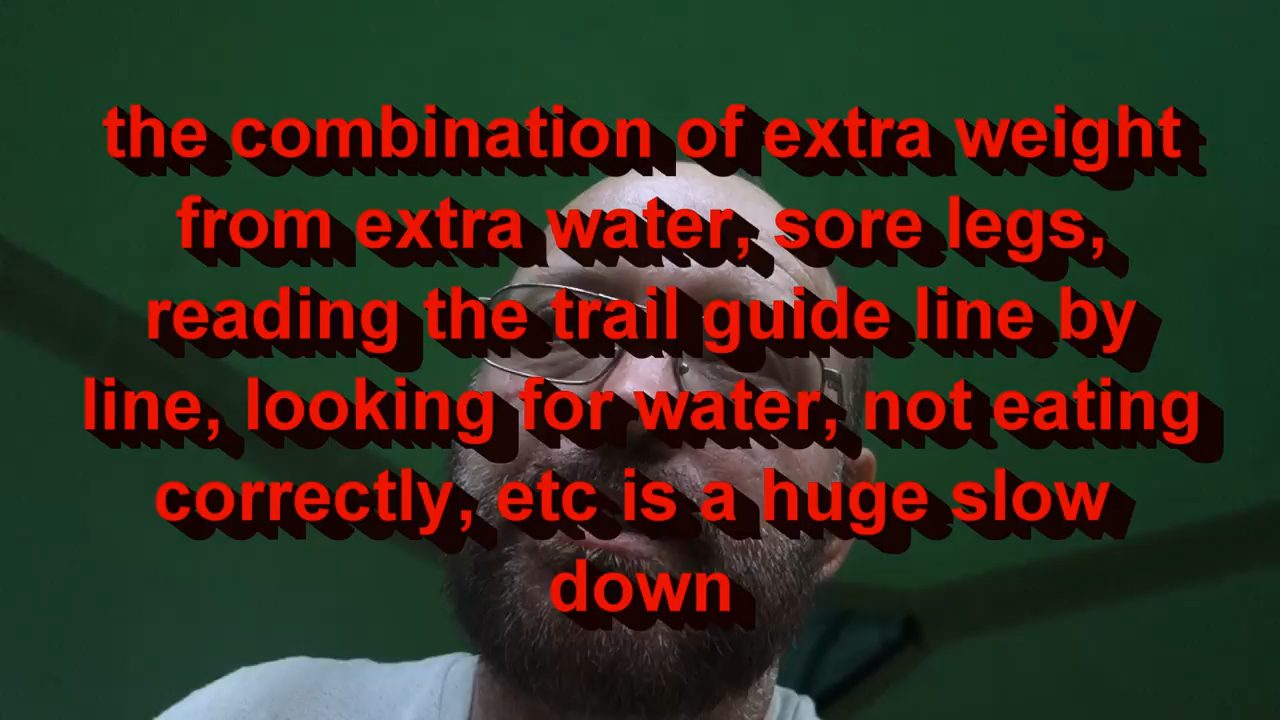 the combination of extra weight
from extra water, sore legs,
reading the trail guide line by
line, looking for water, not eating
correctly, etc is a huge slow
down